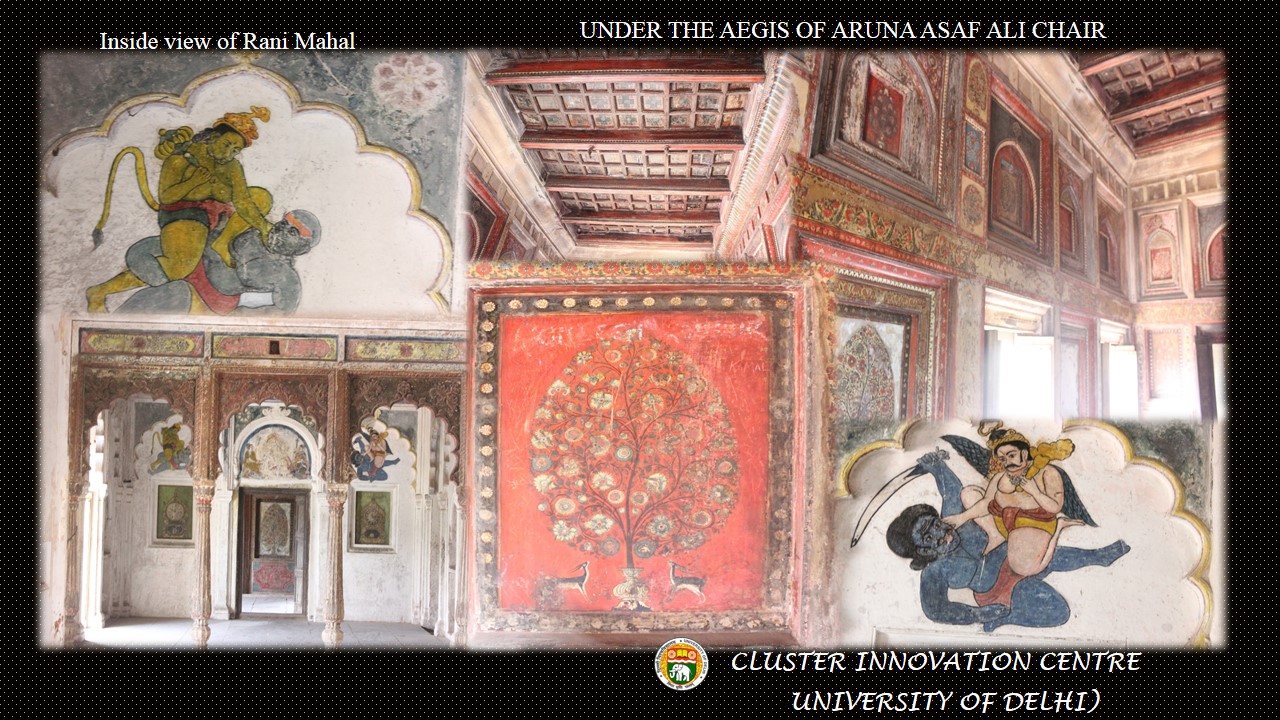 Inside view of Rani Mahal
UNDER THE AEGIS OF ARUNA ASAF ALI CHAIR
CLUSTER INNOVATION CENTRE
UNIVERSITY OF DELHI)